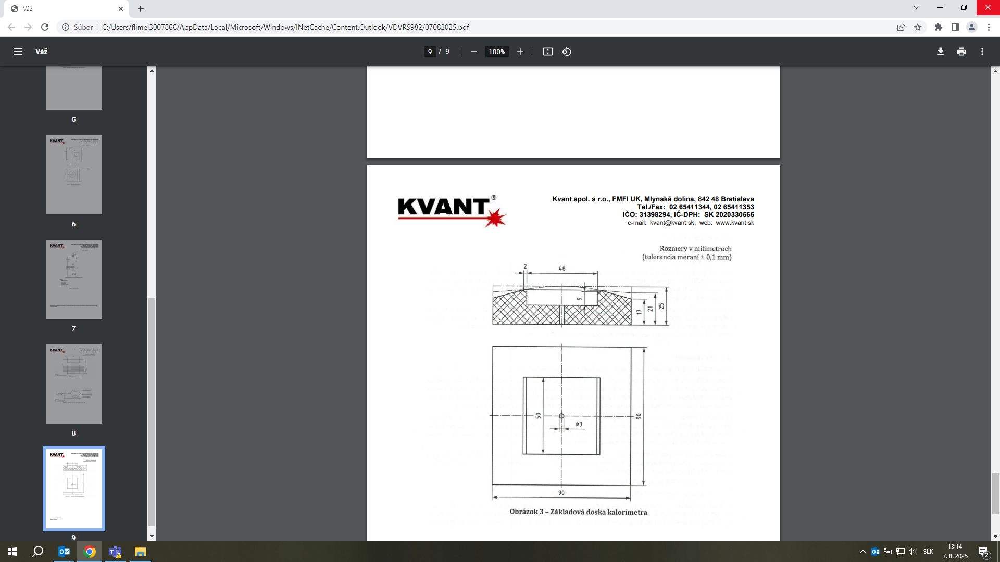 Váž
Súbor
C:/Users/flimel3007866/AppData/Local/Microsoft/Windows/INetCache/Content.Outlook/VDVRS982/07082025.pdf
Váž
9 / 9
100%
5
6
7
8
9
KVANT®
Kvant spol. s r.o., FMFI UK, Mlynská dolina, 842 48 Bratislava
Tel./Fax: 02 65411344, 02 65411353
IČO: 31398294, IČ-DPH: SK 2020330565
e-mail: kvant@kvant.sk, web: www.kvant.sk
Rozmery v milimetroch
(tolerancia meraní ± 0,1 mm)
2
46
9
17
21
25
50
ø3
90
90
Obrázok 3 – Základová doska kalorimetra
SLK
13:14
7. 8. 2025
2